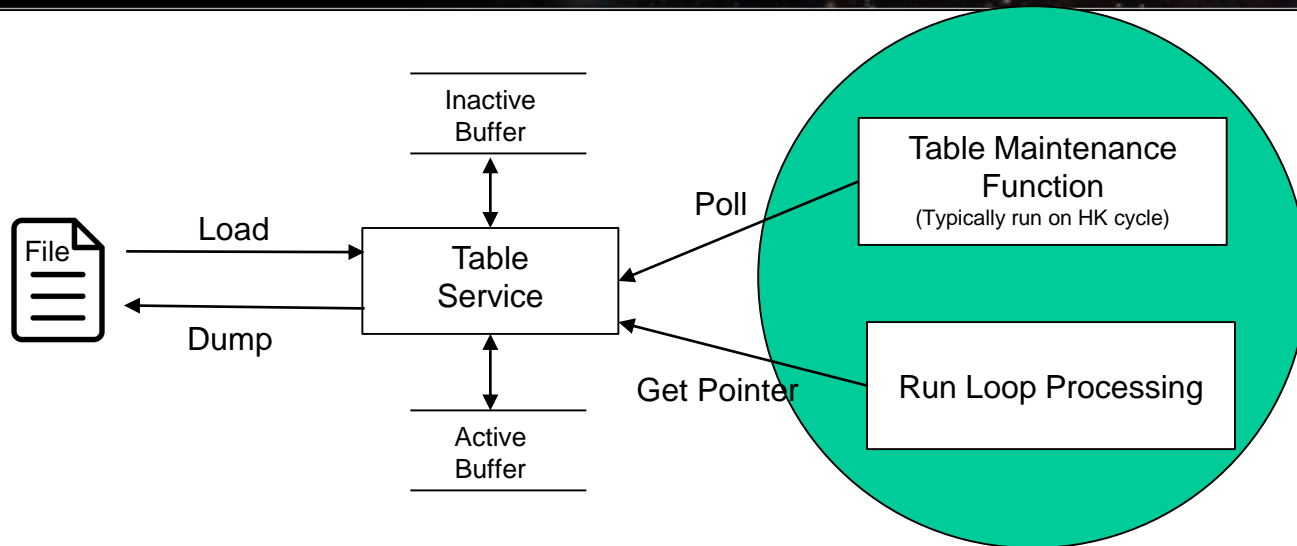 Inactive
Buffer
Table Maintenance
Function
(Typically run on HK cycle)
Poll
Load
File
Table
Service
Dump
Get Pointer
Run Loop Processing
Active
Buffer